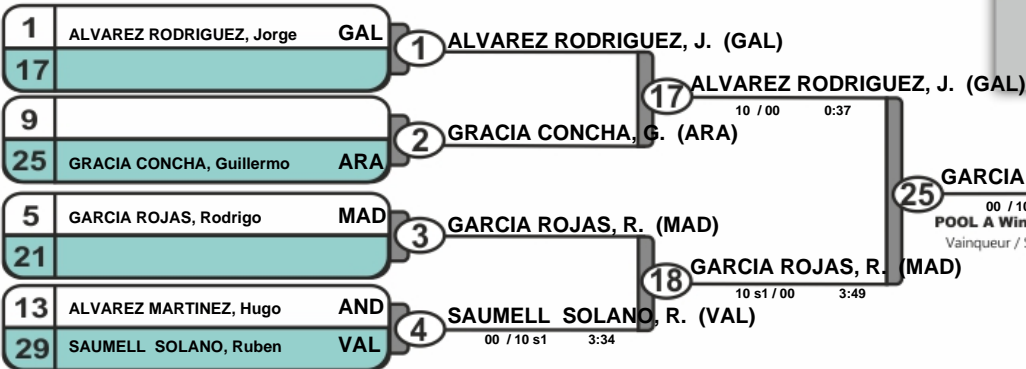 1 ALVAREZ RODRIGUEZ, Jorge GAL
17
1 ALVAREZ RODRIGUEZ, J. (GAL)
9
25 GRACIA CONCHA, Guillermo ARA
2 GRACIA CONCHA, G. (ARA)
17 ALVAREZ RODRIGUEZ, J. (GAL)
10 / 00 0:37
5 GARCIA ROJAS, Rodrigo MAD
21
3 GARCIA ROJAS, R. (MAD)
13 ALVAREZ MARTINEZ, Hugo AND
29 SAUMELL SOLANO, Ruben VAL
4 SAUMELL SOLANO, R. (VAL)
00 / 10 s1 3:34
18 GARCIA ROJAS, R. (MAD)
10 s1 / 00 3:49
25 GARCIA
00 / 10
POOL A Win
Vainqueur / S